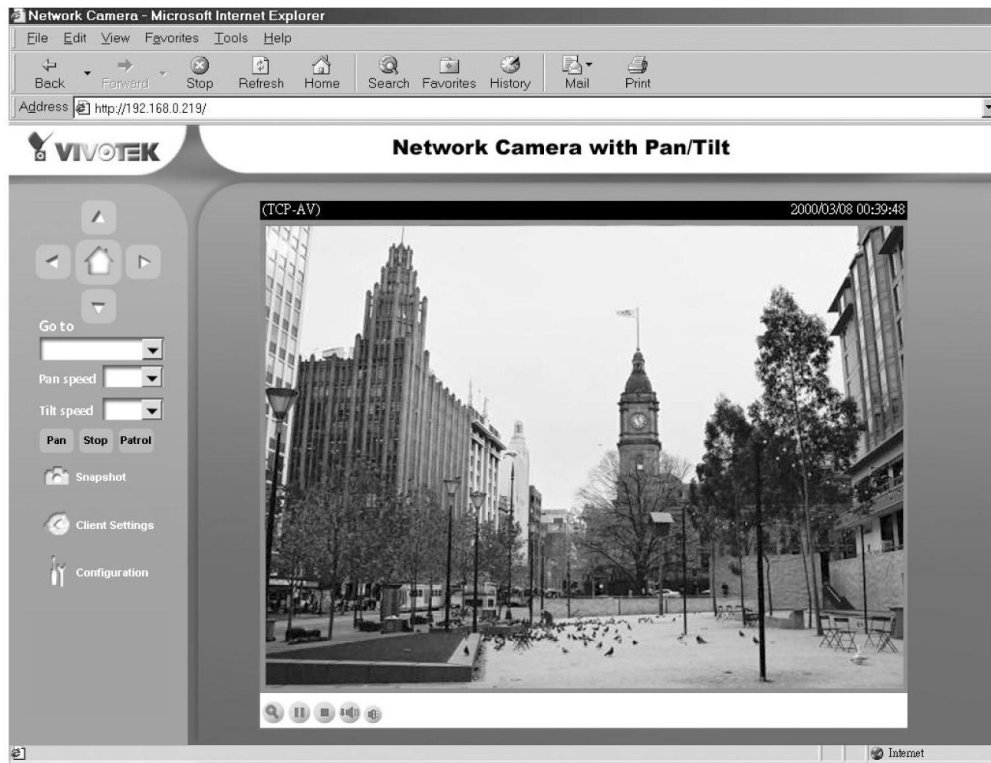 Network Camera - Microsoft Internet Explorer
File Edit View Favorites Tools Help
Back Forward Stop Refresh Home Search Favorites History Mail Print
Address http://192.168.0.219/
VIVOTEK
Network Camera with Pan/Tilt
(TCP-AV) 2000/03/08 00:39:48
Go to
Pan speed
Tilt speed
Pan Stop Patrol
Snapshot
Client Settings
Configuration
Internet